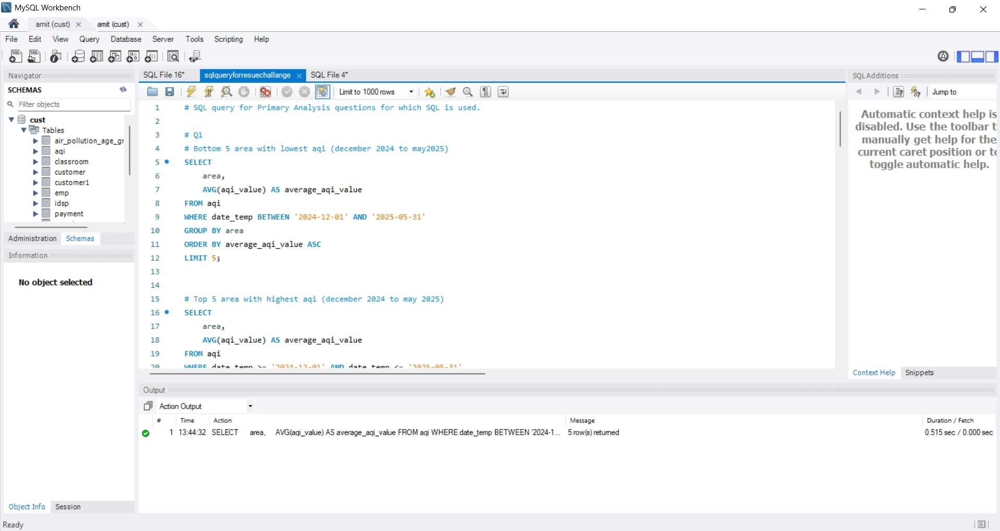 MySQL Workbench
amit (cust)
amit (cust)
File Edit View Query Database Server Tools Scripting Help
Navigator
SCHEMAS
Filter objects
cust
Tables
air_pollution_age_gr
aqi
classroom
customer
customer1
emp
idsp
payment
Administration Schemas
Information
No object selected
Object Info Session
Ready
SQL File 16*
sqlqueryforresuechallange
SQL File 4*
Limit to 1000 rows
1 # SQL query for Primary Analysis questions for which SQL is used.
2
3 # Q1
4 # Bottom 5 area with lowest aqi (december 2024 to may2025)
5 SELECT
6 area,
7 AVG(aqi_value) AS average_aqi_value
8 FROM aqi
9 WHERE date_temp BETWEEN '2024-12-01' AND '2025-05-31'
10 GROUP BY area
11 ORDER BY average_aqi_value ASC
12 LIMIT 5;
13
14
15 # Top 5 area with highest aqi (december 2024 to may 2025)
16 SELECT
17 area,
18 AVG(aqi_value) AS average_aqi_value
19 FROM aqi
20 WHERE date_temp >= '2024-12-01' AND date_temp <= '2025-05-31'
SQLAdditions
Jump to
Automatic context help is
disabled. Use the toolbar t
manually get help for the
current caret position or to
toggle automatic help.
Context Help Snippets
Output
Action Output
# Time Action Message Duration / Fetch
1 13:44:32 SELECT area, AVG(aqi_value) AS average_aqi_value FROM aqi WHERE date_temp BETWEEN '2024-1... 5 row(s) returned 0.515 sec / 0.000 sec